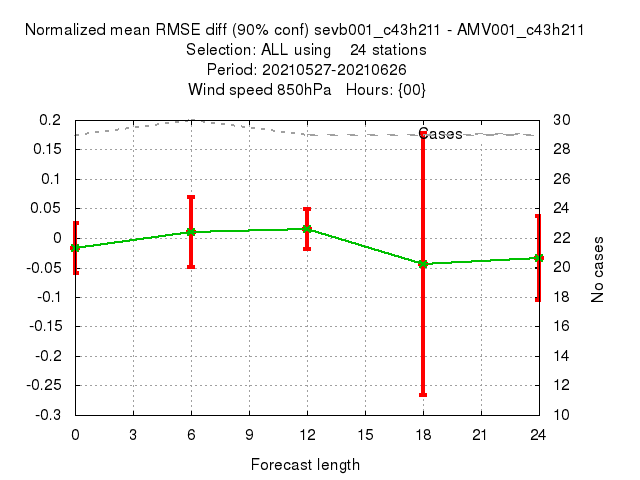 Normalized mean RMSE diff (90% conf) sevb001_c43h211 - AMV001_c43h211
Selection: ALL using    24 stations
Period: 20210527-20210626
Wind speed 850hPa   Hours: {00}
0.2
0.15
0.1
0.05
0
-0.05
-0.1
-0.15
-0.2
-0.25
-0.3
Cases
30
28
26
24
22
20
18
16
14
12
10
No cases
0 3 6 9 12 15 18 21 24
Forecast length